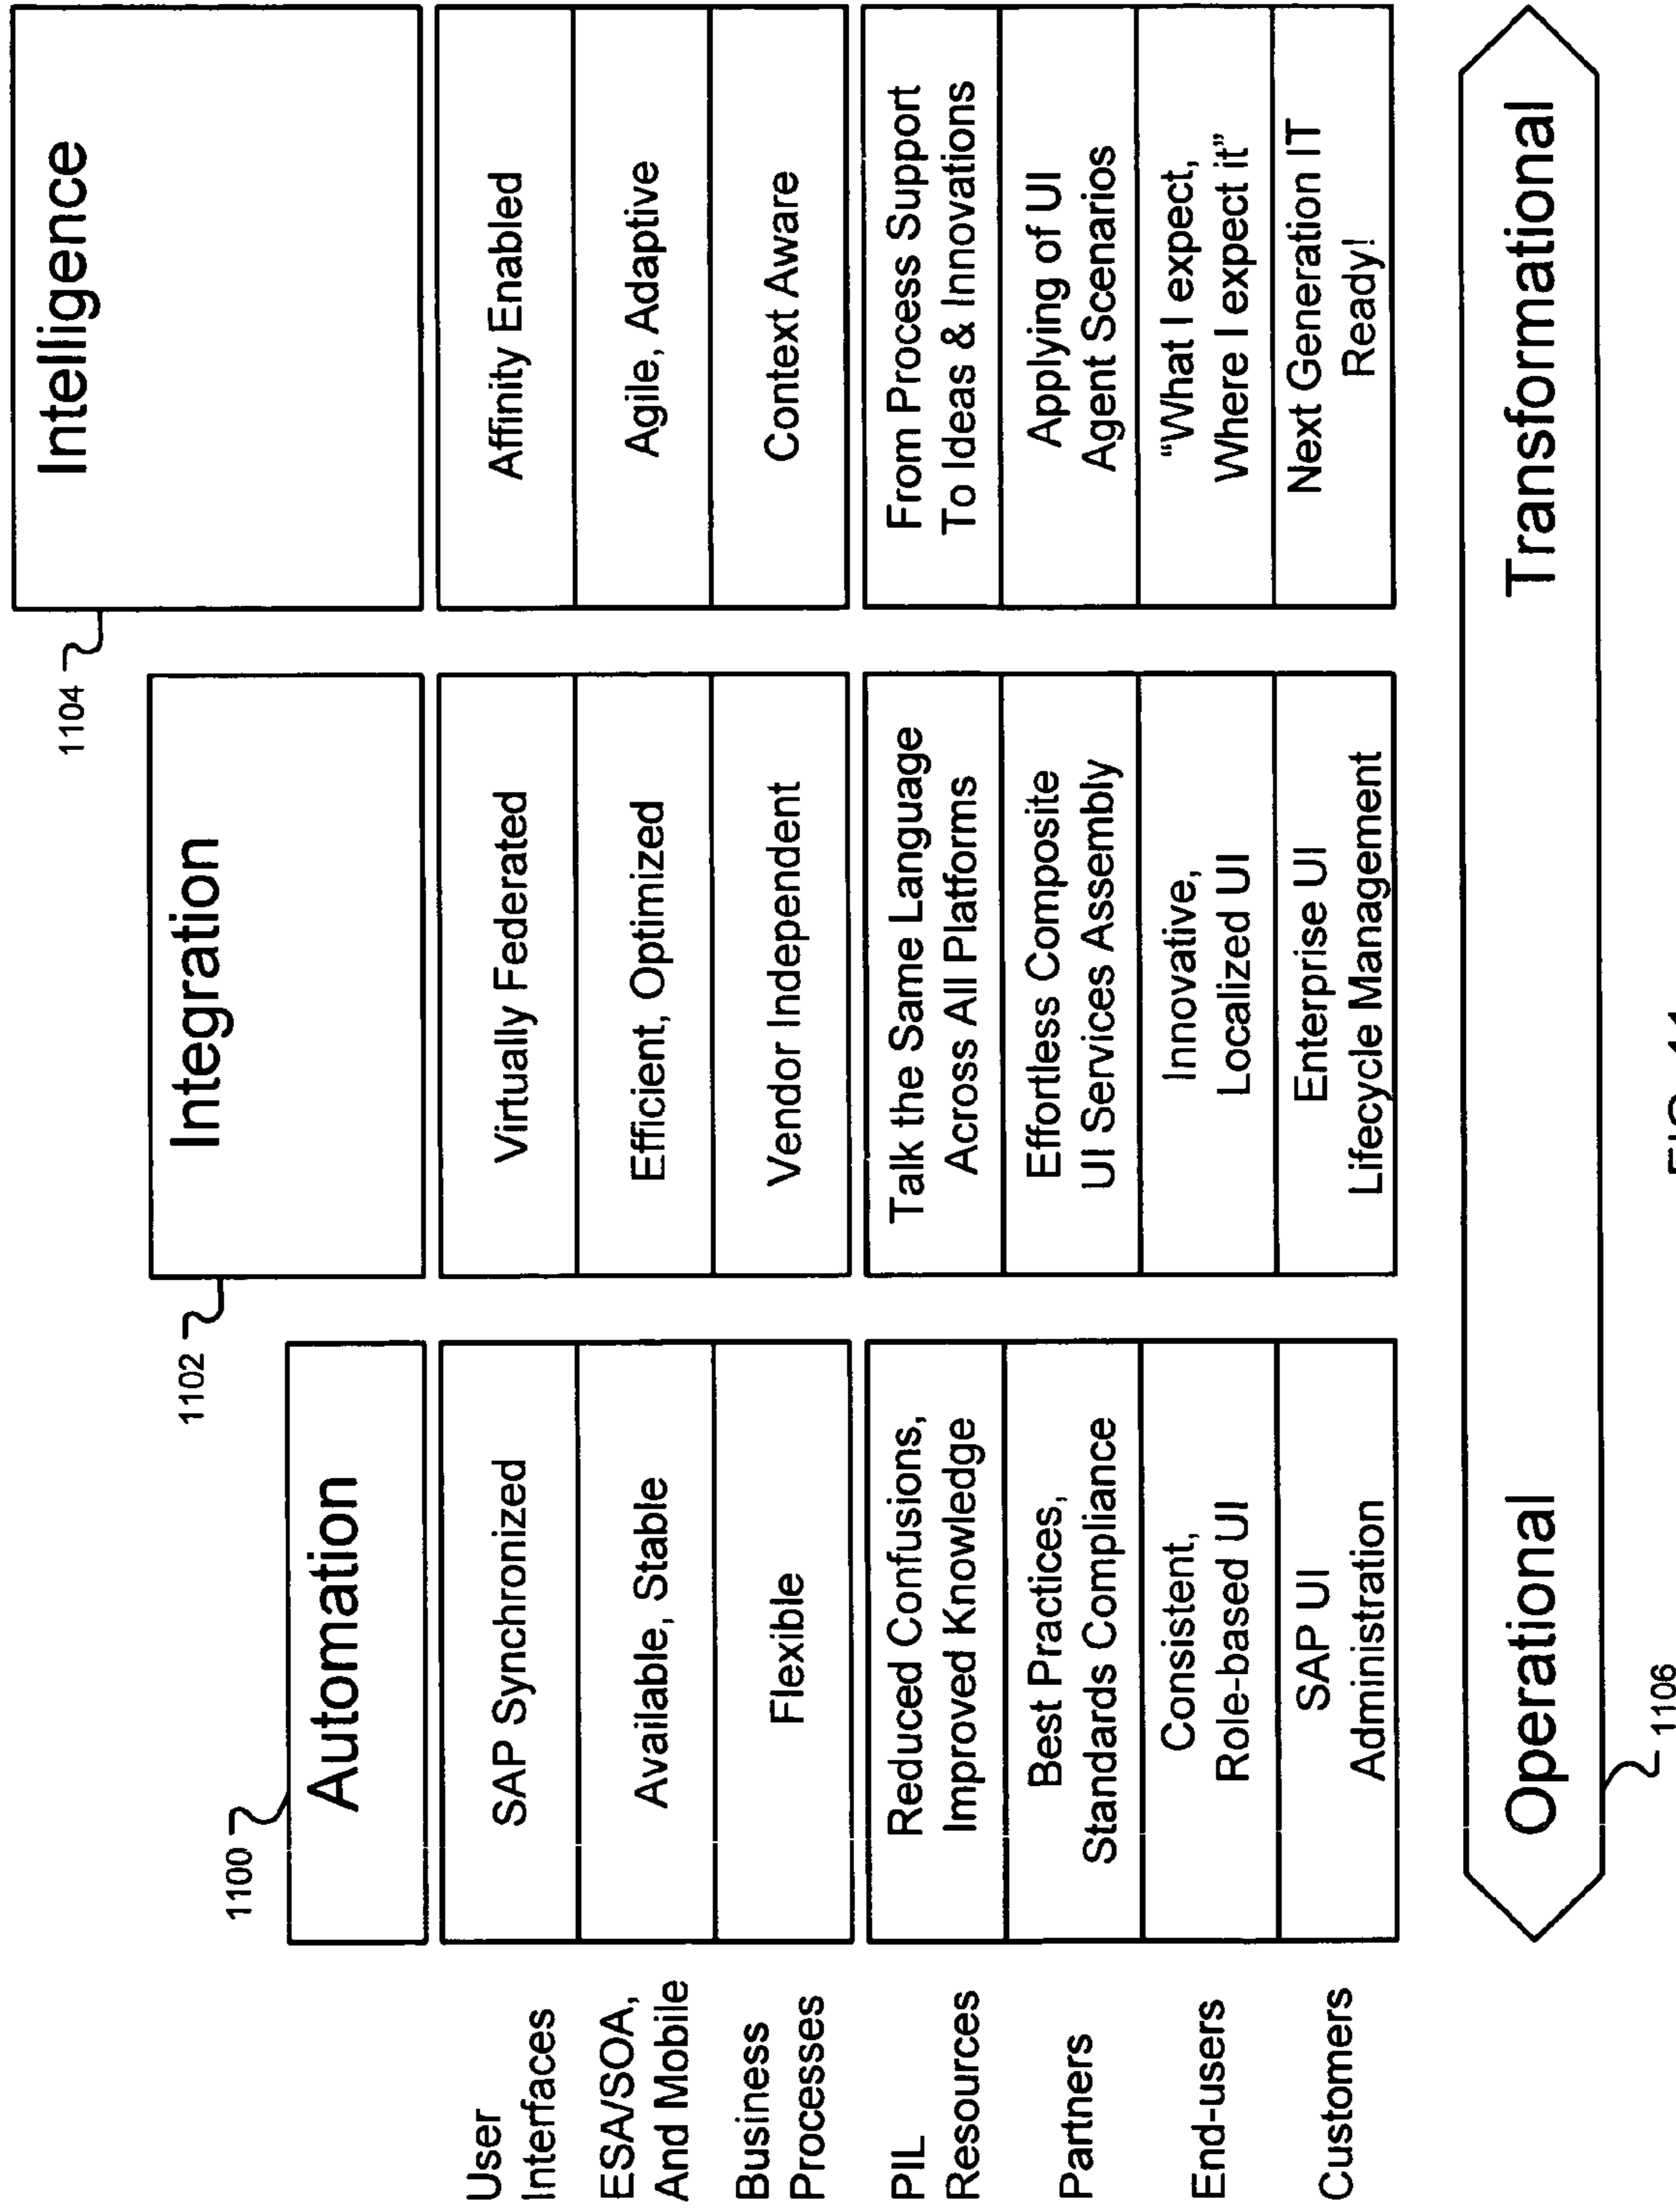 1104
Intelligence
1102
Integration
1100
Automation
User
Interfaces
SAP Synchronized
Virtually Federated
Affinity Enabled
ESA/SOA,
And Mobile
Available, Stable
Efficient, Optimized
Agile, Adaptive
Business
Processes
Flexible
Vendor Independent
Context Aware
PIL
Resources
Reduced Confusions,
Improved Knowledge
Talk the Same Language
Across All Platforms
From Process Support
To Ideas & Innovations
Partners
Best Practices,
Standards Compliance
Effortless Composite
UI Services Assembly
Applying of UI
Agent Scenarios
End-users
Consistent,
Role-based UI
Innovative,
Localized UI
“What I expect,
Where I expect it”
Customers
SAP UI
Administration
Enterprise UI
Lifecycle Management
Next Generation IT
Ready!
Operational
Transformational
1106